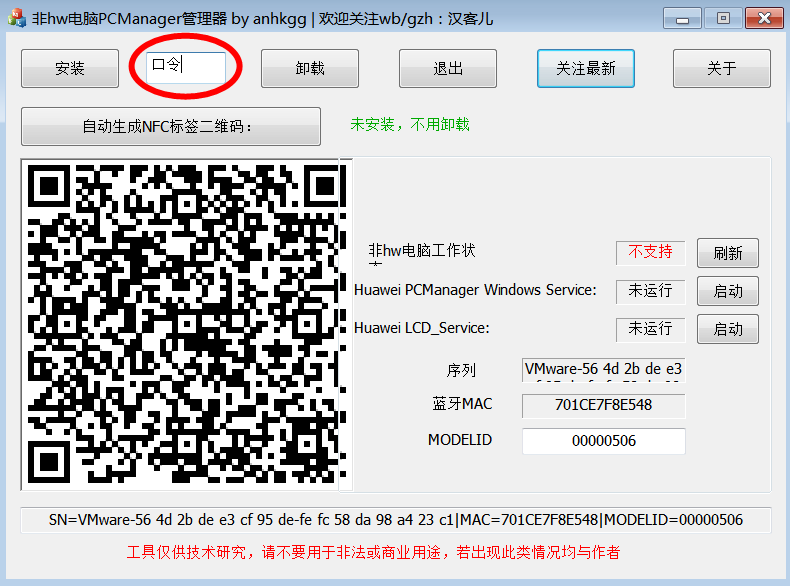 非hw电脑PCManager管理器 by anhkgg | 欢迎关注wb/gzh：汉客儿
安装 口令 卸载 退出 关注最新 关于
自动生成NFC标签二维码： 未安装，不用卸载
非hw电脑工作状 不支持 刷新
Huawei PCManager Windows Service: 未运行 启动
Huawei LCD_Service: 未运行 启动
序列 VMware-56 4d 2b de e3
蓝牙MAC 701CE7F8E548
MODELID 00000506
SN=VMware-56 4d 2b de e3 cf 95 de-fe fc 58 da 98 a4 23 c1|MAC=701CE7F8E548|MODELID=00000506
工具仅供技术研究，请不要用于非法或商业用途，若出现此类情况均与作者